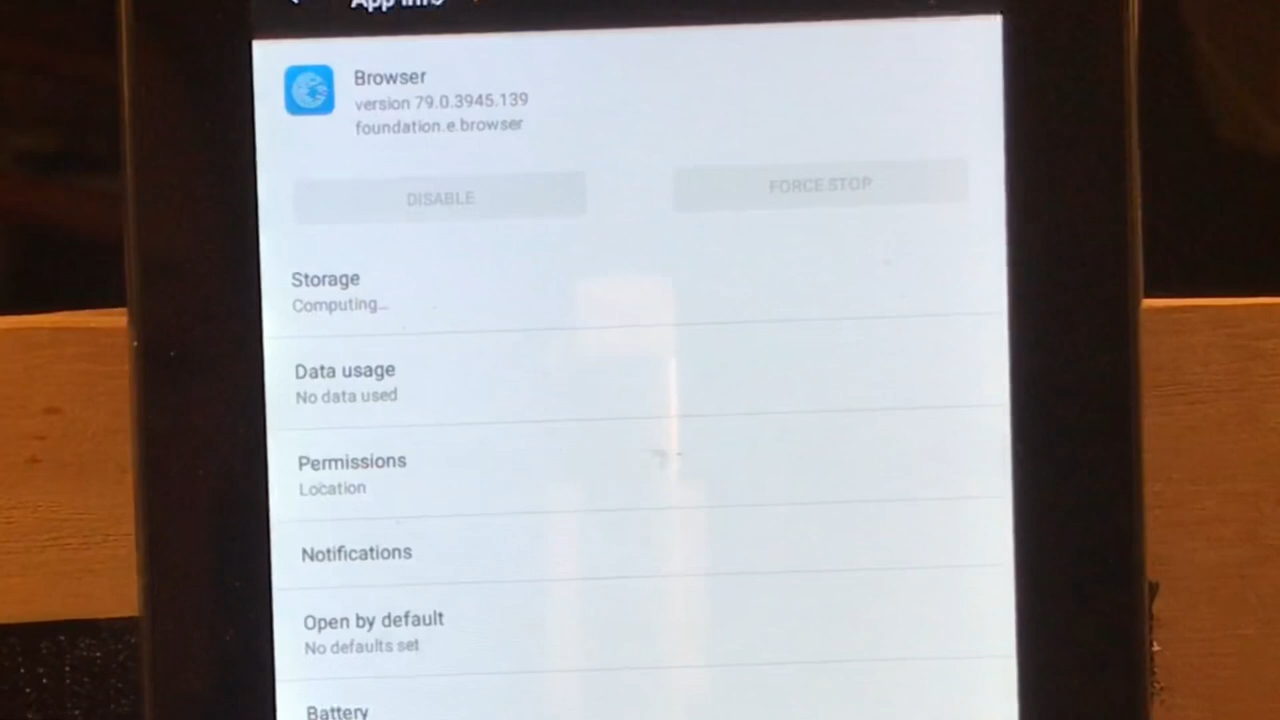 App info
Browser
version 79.0.3945.139
foundation.e.browser
DISABLE
FORCE STOP
Storage
Computing...
Data usage
No data used
Permissions
Location
Notifications
Open by default
No defaults set
Battery